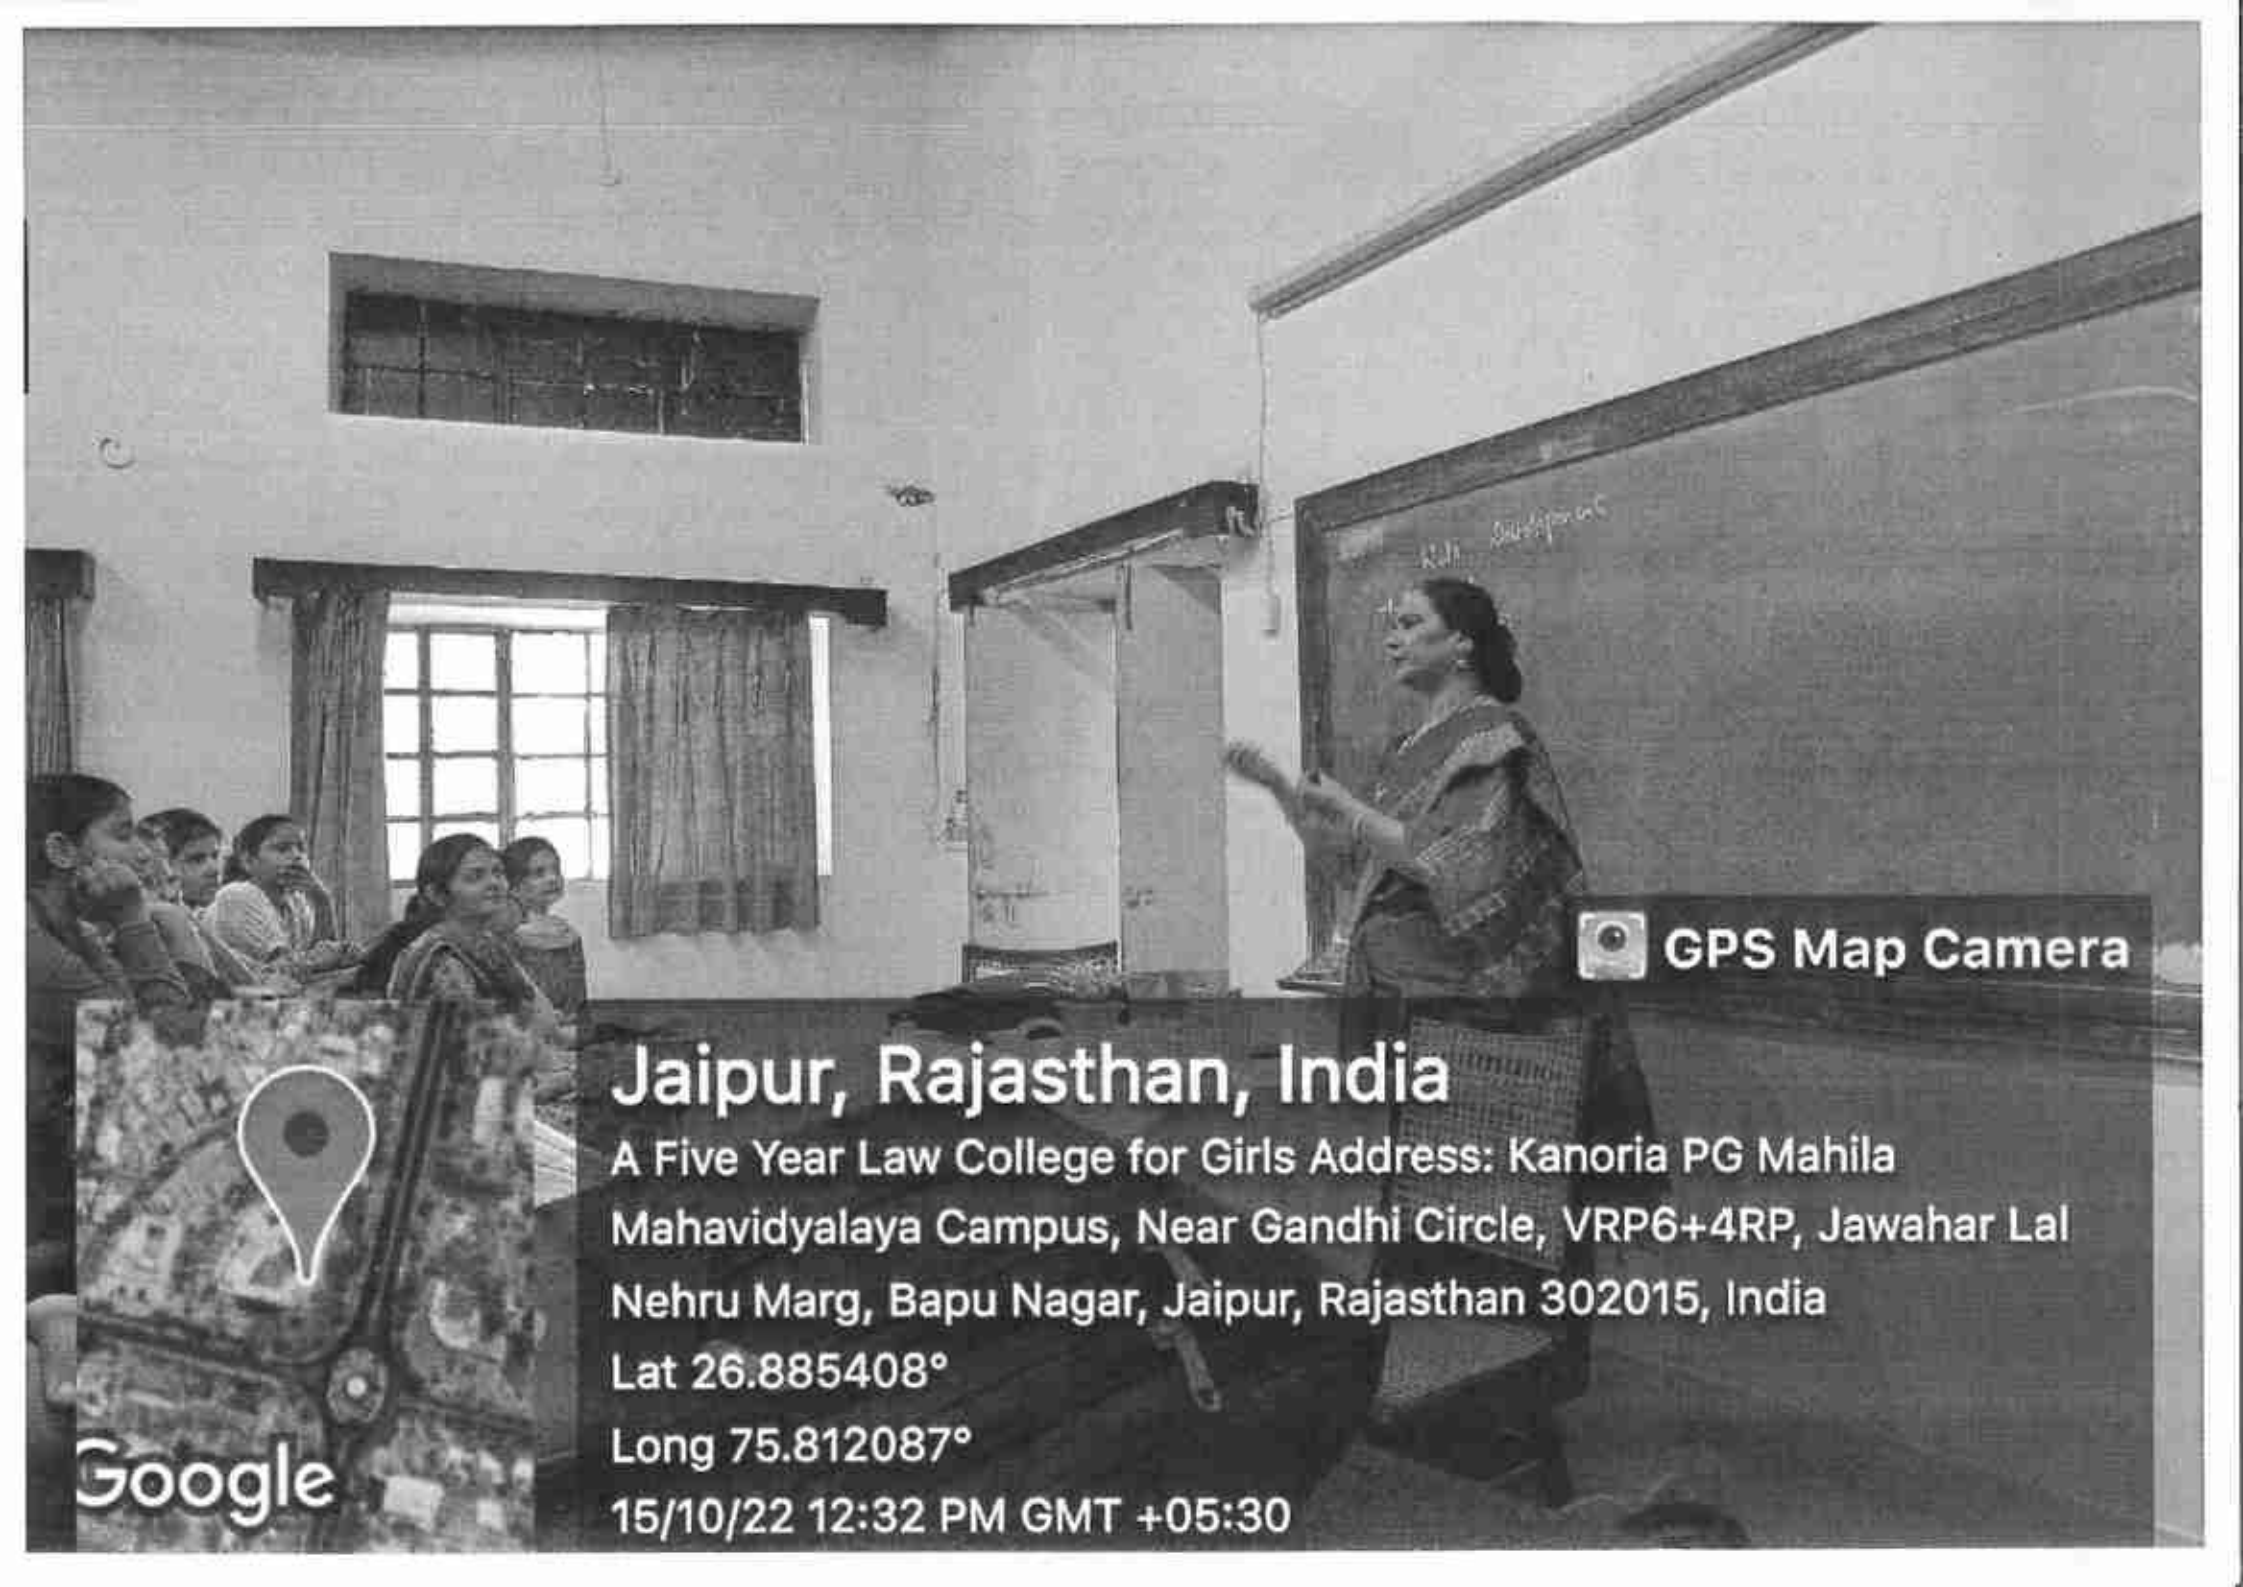 Development
GPS Map Camera
Jaipur, Rajasthan, India
A Five Year Law College for Girls Address: Kanoria PG Mahila
Mahavidyalaya Campus, Near Gandhi Circle, VRP6+4RP, Jawahar Lal
Nehru Marg, Bapu Nagar, Jaipur, Rajasthan 302015, India
Lat 26.885408°
Long 75.812087°
15/10/22 12:32 PM GMT +05:30
Google